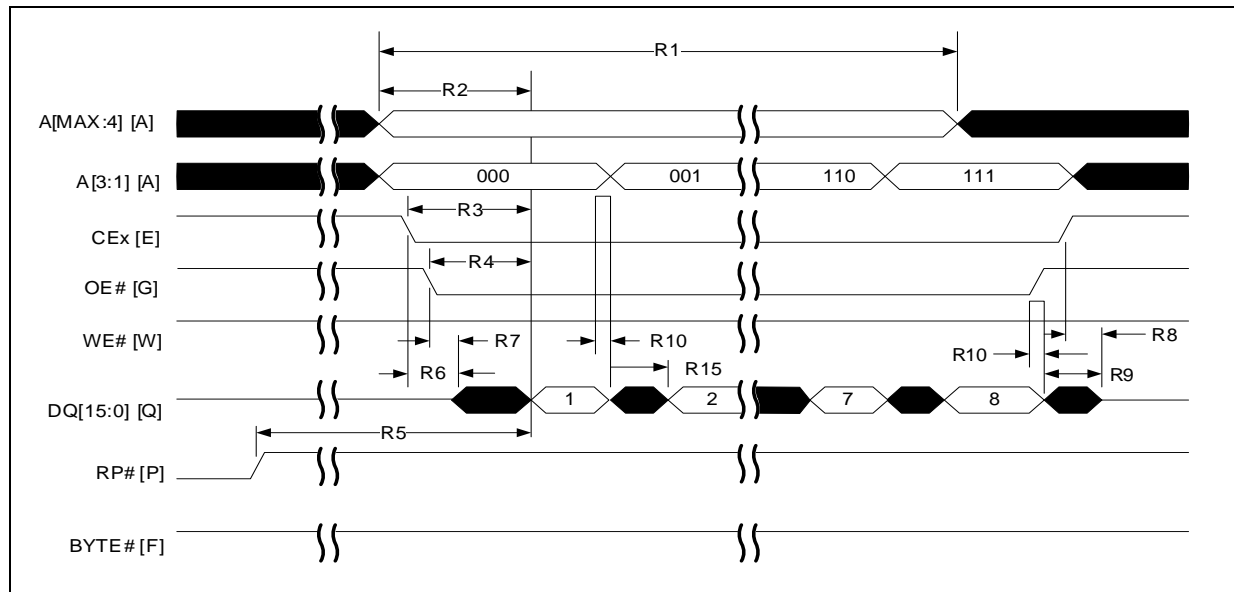 R1
R2
A[MAX:4] [A]
A[3:1] [A] 000 001 110 111
R3
CEx [E]
R4
OE# [G]
WE# [W]
R7 R10 R10 R8
R6 R15 R9
DQ[15:0] [Q] 1 2 7 8
R5
RP# [P]
BYTE# [F]